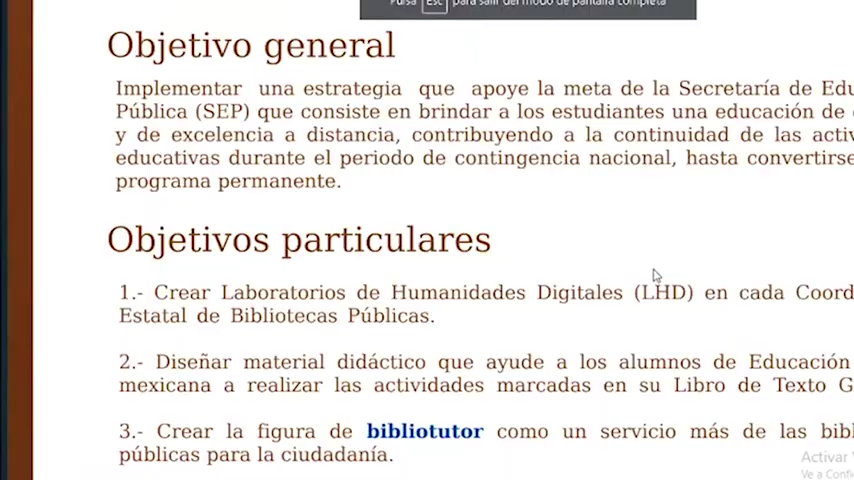 Pulsa Esc para salir del modo de pantalla completa
Objetivo general
Implementar una estrategia que apoye la meta de la Secretaría de Edu
Pública (SEP) que consiste en brindar a los estudiantes una educación de
y de excelencia a distancia, contribuyendo a la continuidad de las activ
educativas durante el periodo de contingencia nacional, hasta convertirse
programa permanente.
Objetivos particulares
1.- Crear Laboratorios de Humanidades Digitales (LHD) en cada Coord
Estatal de Bibliotecas Públicas.
2.- Diseñar material didáctico que ayude a los alumnos de Educación
mexicana a realizar las actividades marcadas en su Libro de Texto G
3.- Crear la figura de bibliotutor como un servicio más de las bibl
públicas para la ciudadanía.
Activar
Ve a Config